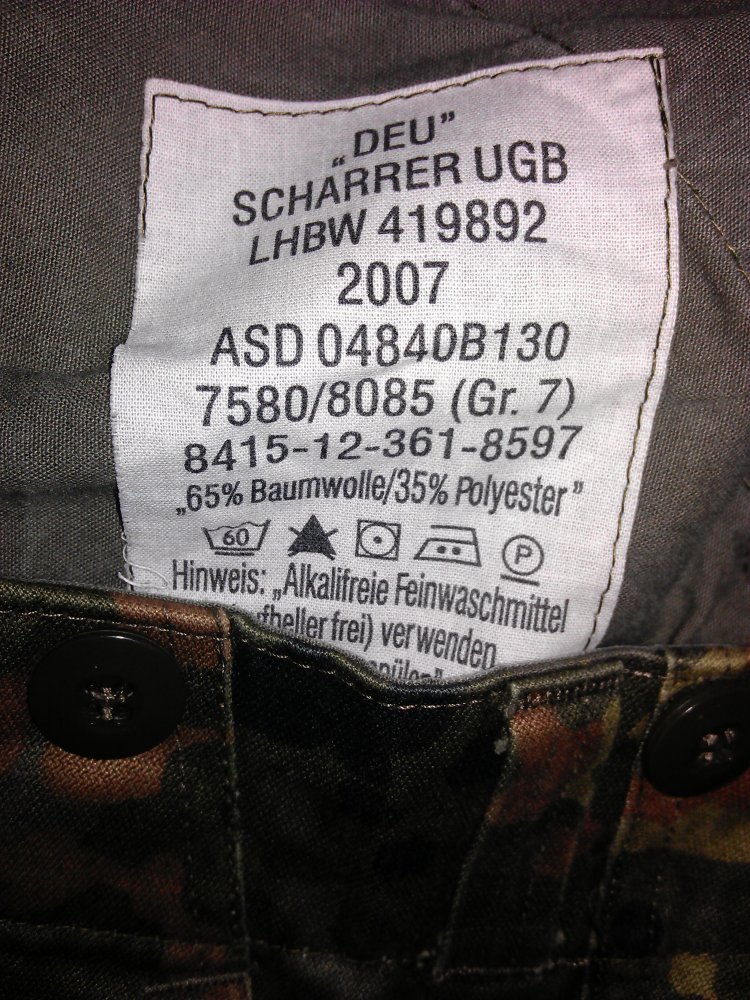 „DEU”
SCHARRER UGB
LHBW 419892
2007
ASD 04840B130
7580/8085 (Gr. 7)
8415-12-361-8597
„65% Baumwolle/35% Polyester”
60 P
Hinweis: „Alkalifreie Feinwaschmittel
frei) verwenden